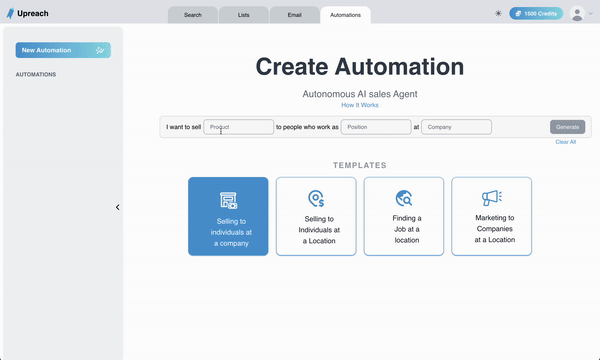 Upreach
Search
Lists
Email
Automations
1500 Credits
New Automation
AUTOMATIONS
Create Automation
Autonomous AI sales Agent
How It Works
I want to sell Product to people who work as Position at Company Generate
Clear All
TEMPLATES
Selling to
individuals at
a company
Selling to
Individuals at
a Location
Finding a
Job at a
location
Marketing to
Companies
at a Location